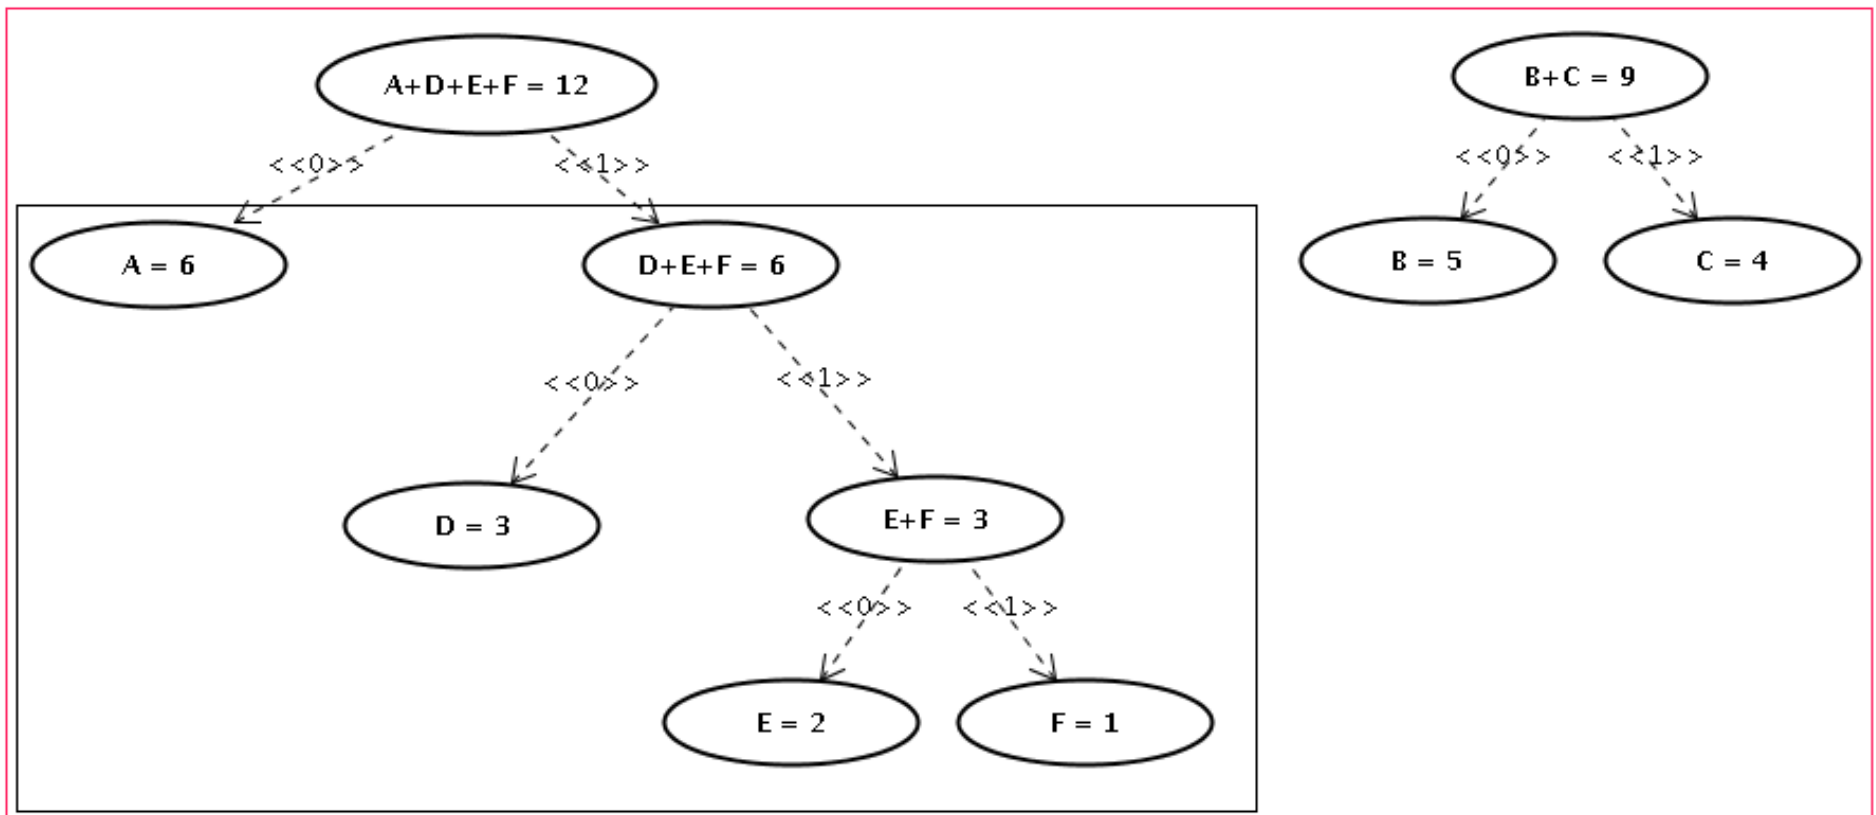 A+D+E+F = 12
B+C = 9
<<0>>
<<1>>
<<0>>
<<1>>
A = 6
D+E+F = 6
B = 5
C = 4
<<0>>
<<1>>
D = 3
E+F = 3
<<0>>
<<1>>
E = 2
F = 1